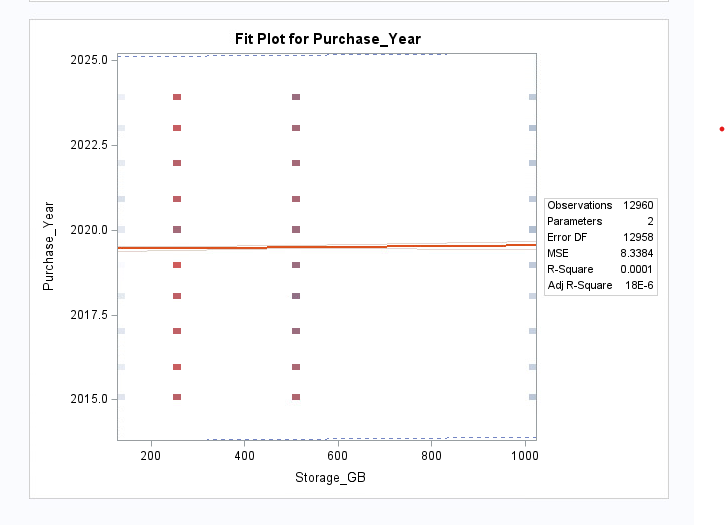 Fit Plot for Purchase_Year
2025.0
2022.5
2020.0
2017.5
2015.0
Purchase_Year
200
400
600
800
1000
Storage_GB
Observations 12960
Parameters 2
Error DF 12958
MSE 8.3384
R-Square 0.0001
Adj R-Square 18E-6